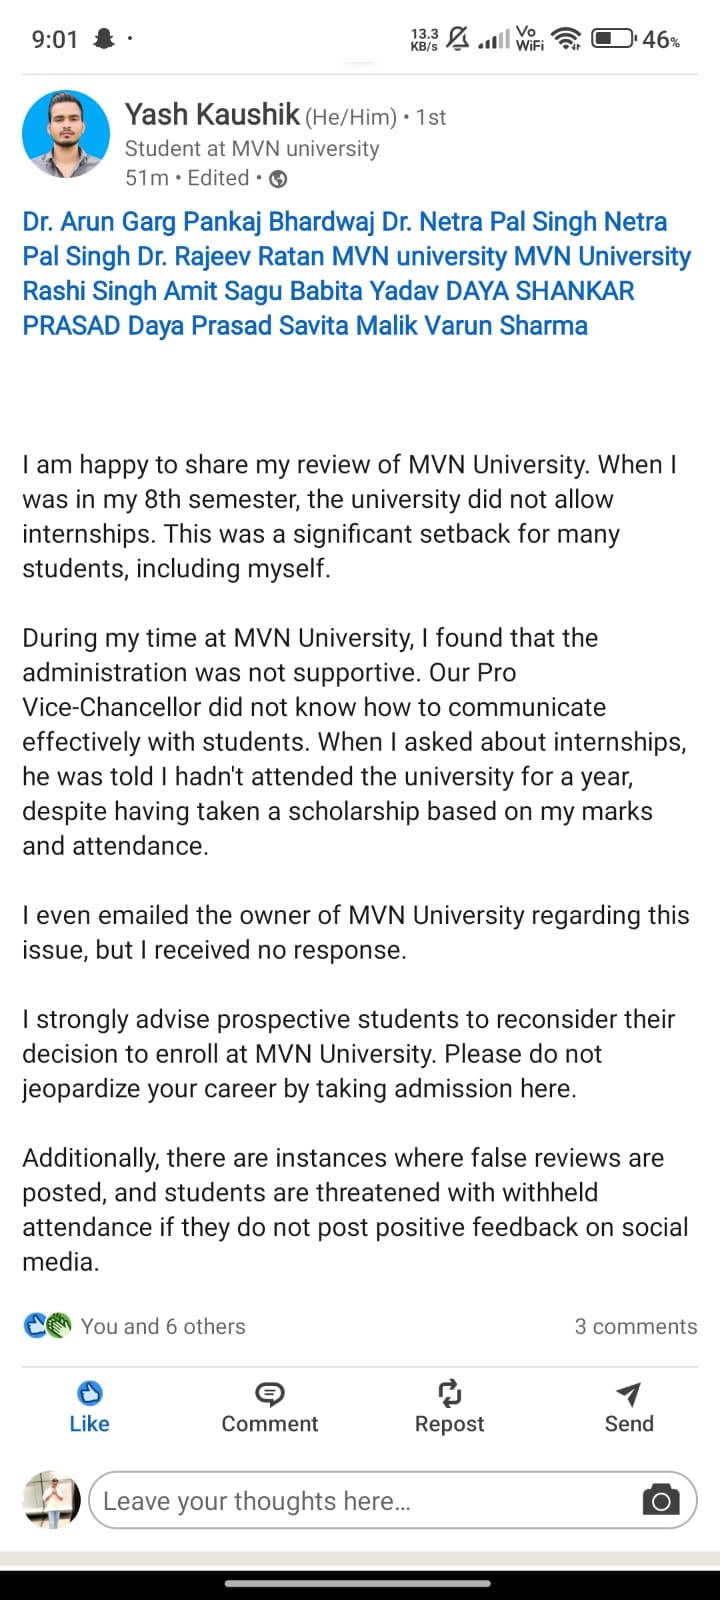 9:01 · 13.3 KB/s Vo WiFi 46%
Yash Kaushik (He/Him) • 1st
Student at MVN university
51m • Edited •
Dr. Arun Garg Pankaj Bhardwaj Dr. Netra Pal Singh Netra
Pal Singh Dr. Rajeev Ratan MVN university MVN University
Rashi Singh Amit Sagu Babita Yadav DAYA SHANKAR
PRASAD Daya Prasad Savita Malik Varun Sharma
I am happy to share my review of MVN University. When I
was in my 8th semester, the university did not allow
internships. This was a significant setback for many
students, including myself.
During my time at MVN University, I found that the
administration was not supportive. Our Pro
Vice-Chancellor did not know how to communicate
effectively with students. When I asked about internships,
he was told I hadn't attended the university for a year,
despite having taken a scholarship based on my marks
and attendance.
I even emailed the owner of MVN University regarding this
issue, but I received no response.
I strongly advise prospective students to reconsider their
decision to enroll at MVN University. Please do not
jeopardize your career by taking admission here.
Additionally, there are instances where false reviews are
posted, and students are threatened with withheld
attendance if they do not post positive feedback on social
media.
You and 6 others 3 comments
Like Comment Repost Send
Leave your thoughts here...